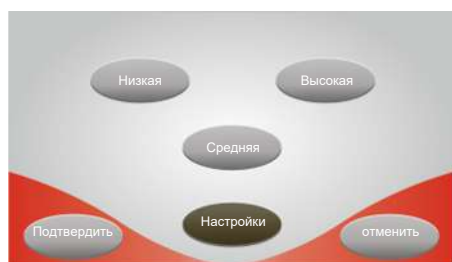 Низкая
Высокая
Средняя
Настройки
Подтвердить
отменить